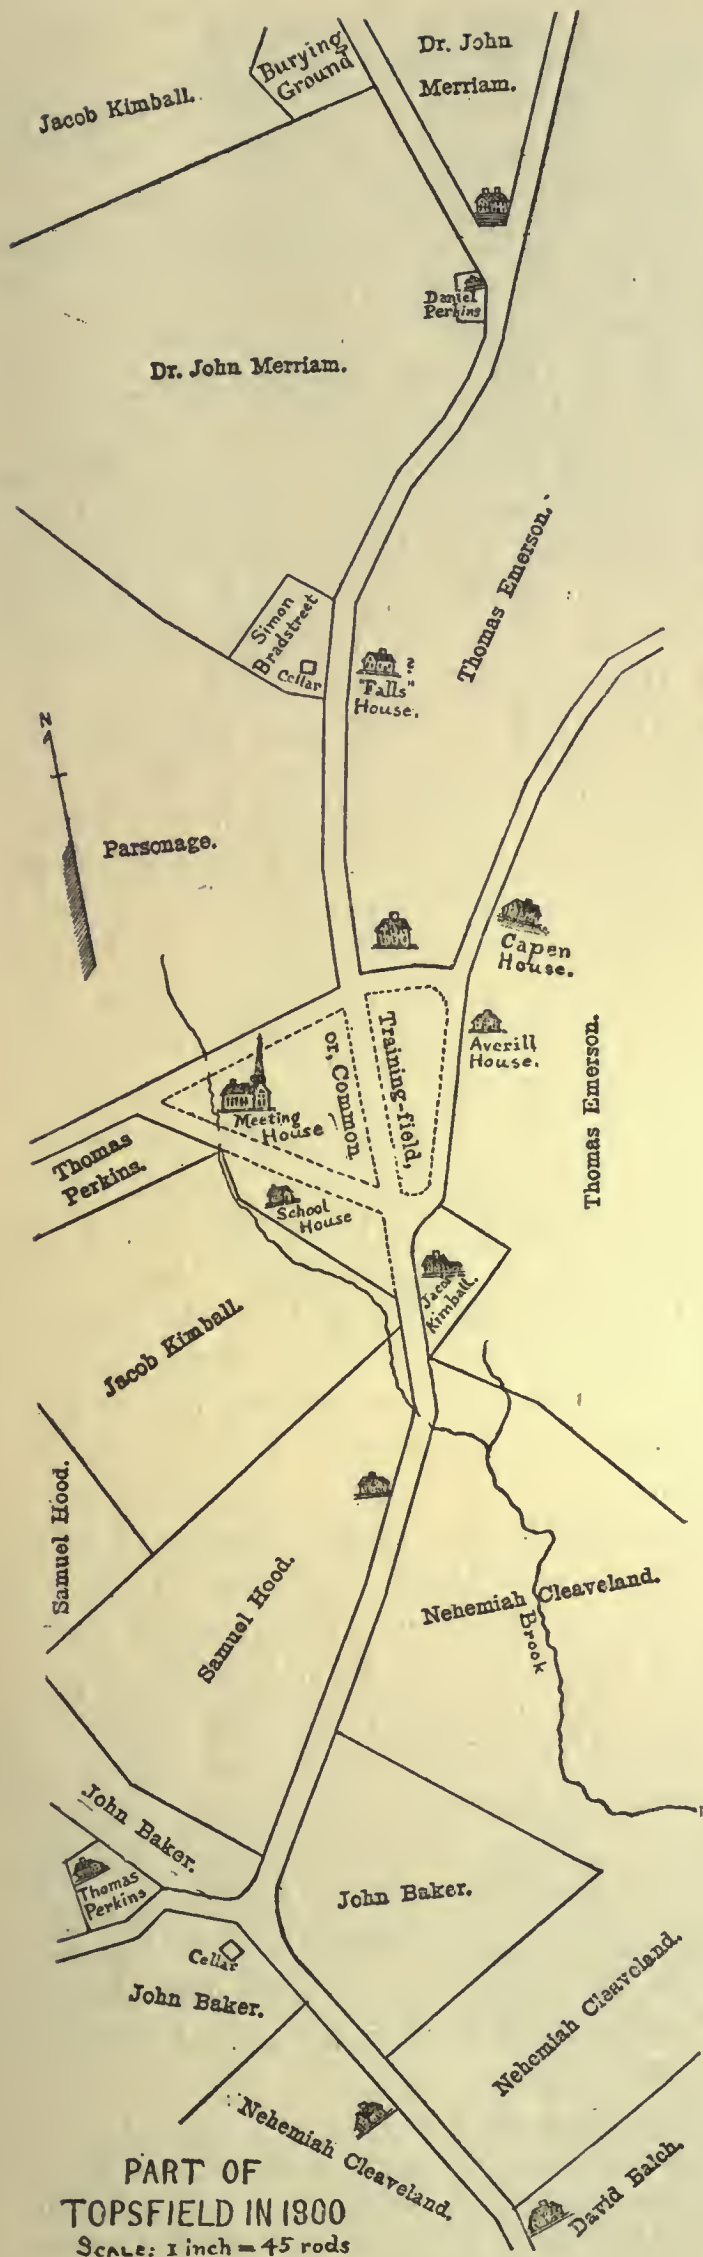 Burying
Ground
Dr. John
Merriam.
Jacob Kimball.
Daniel
Perkins
Dr. John Merriam.
Thomas Emerson.
Simon
Bradstreet
Cellar
?
"Falls"
House.
N
Parsonage.
Capen
House.
Averill
House.
Training-field,
or, Common
Meeting
House
Thomas Emerson.
Thomas
Perkins.
School
House
Jacob
Kimball.
Jacob Kimball.
Samuel Hood.
Samuel Hood.
Nehemiah Cleaveland.
Brook
John Baker.
Thomas
Perkins
John Baker.
Cellar
John Baker.
Nehemiah Cleaveland.
Nehemiah Cleaveland.
David Balch.
PART OF
TOPSFIELD IN 1800
SCALE: 1 inch = 45 rods